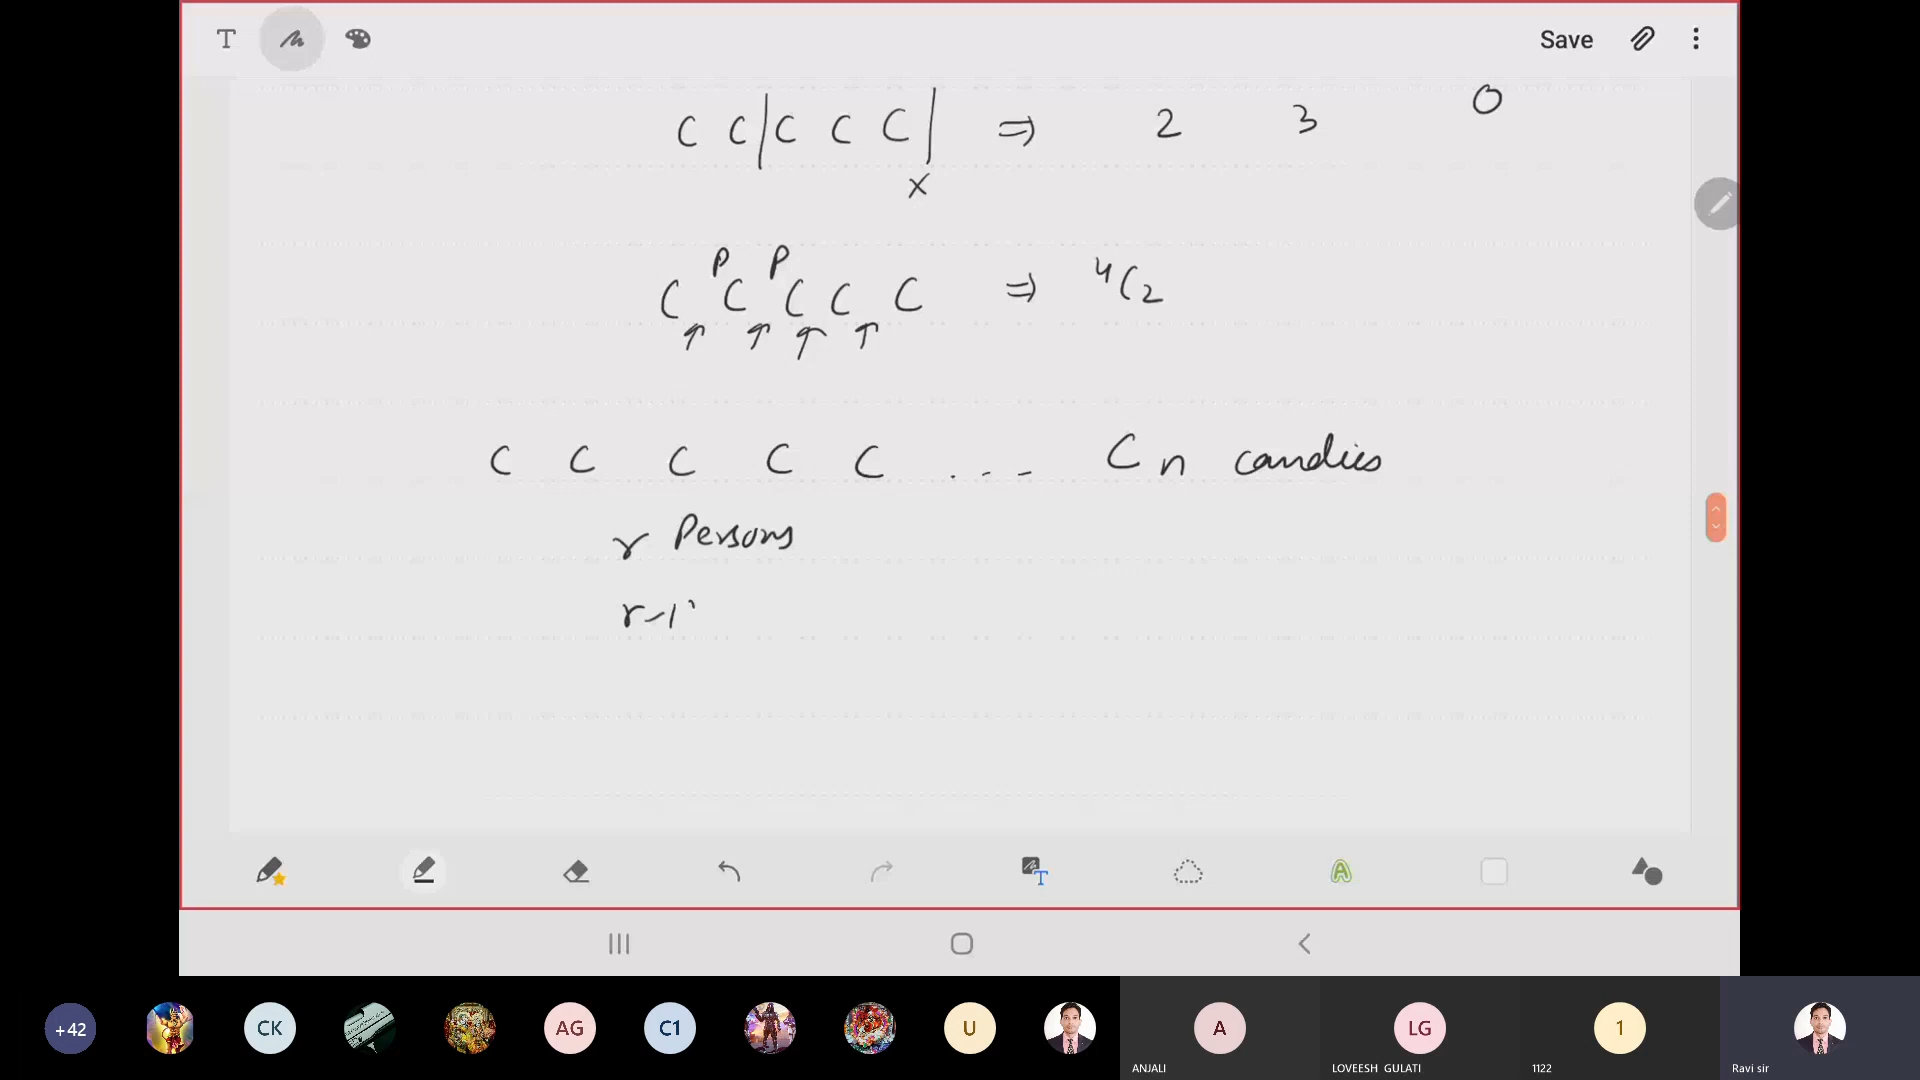 T Save
C C | C C C | ⇒ 2 3 0
x
P P
C C C C C ⇒ ⁴C₂
↑ ↑ ↑ ↑
C C C C C . - - - C n candies
r Persons
r-1
A
T
+42 CK AG C1 U A LG 1
ANJALI LOVEESH GULATI 1122 Ravi sir